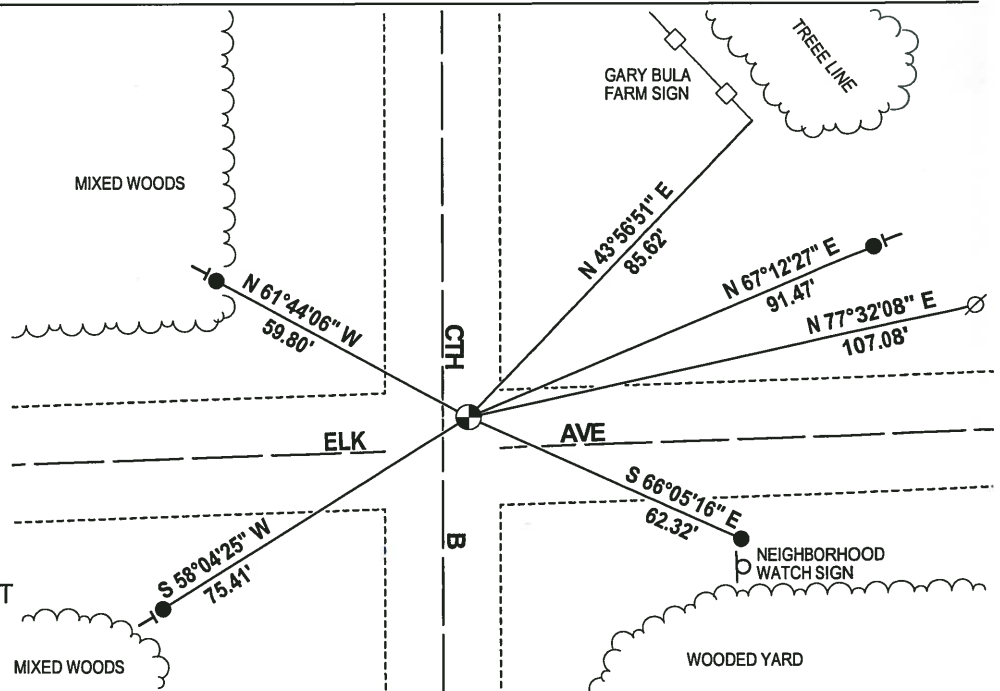 TREEE LINE
GARY BULA
FARM SIGN
MIXED WOODS
N 43°56'51" E
85.62'
N 67°12'27" E
91.47'
N 61°44'06" W
59.80'
N 77°32'08" E
107.08'
CTH
ELK
AVE
S 66°05'16" E
62.32'
B
S 58°04'25" W
75.41'
NEIGHBORHOOD
WATCH SIGN
T
MIXED WOODS
WOODED YARD